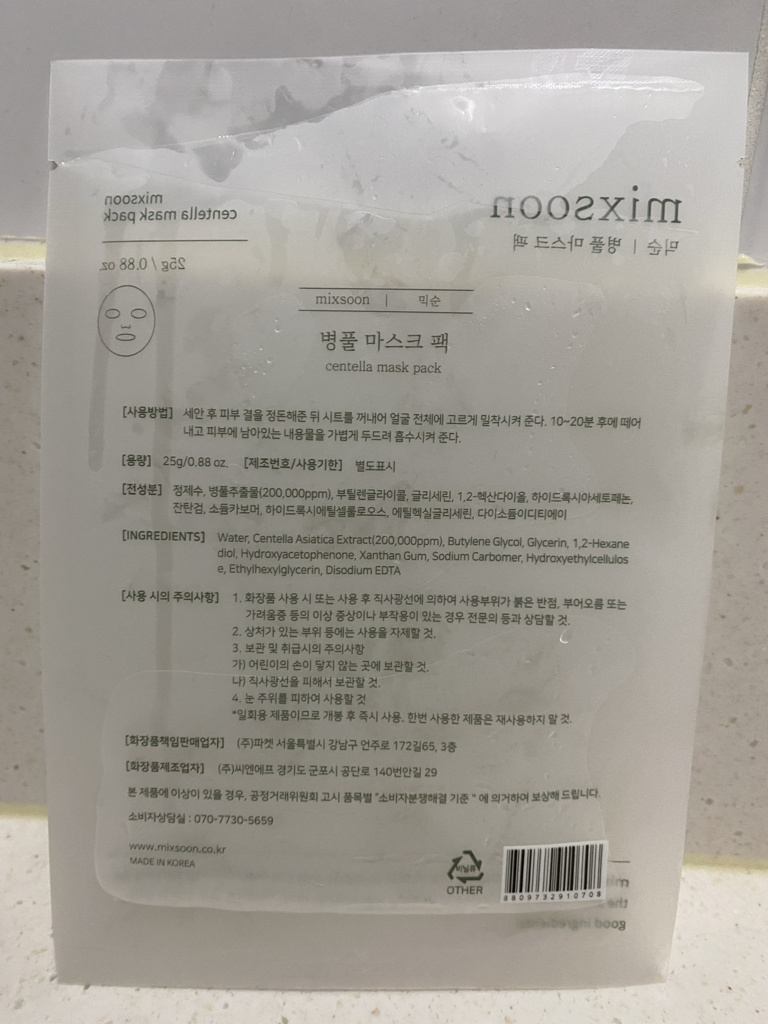 mixsoon
centella mask pack
25g / 0.88 oz
mixsoon
믹순 | 병풀 마스크 팩
mixsoon | 믹순
병풀 마스크 팩
centella mask pack
[사용방법] 세안 후 피부 결을 정돈해준 뒤 시트를 꺼내어 얼굴 전체에 고르게 밀착시켜 준다. 10~20분 후에 떼어
내고 피부에 남아있는 내용물을 가볍게 두드려 흡수시켜 준다.
[용량] 25g/0.88 oz. [제조번호/사용기한] 별도표시
[전성분] 정제수, 병풀추출물(200,000ppm), 부틸렌글라이콜, 글리세린, 1,2-헥산다이올, 하이드록시아세토페논,
잔탄검, 소듐카보머, 하이드록시에틸셀룰로오스, 에틸헥실글리세린, 다이소듐이디티에이
[INGREDIENTS] Water, Centella Asiatica Extract(200,000ppm), Butylene Glycol, Glycerin, 1,2-Hexane
diol, Hydroxyacetophenone, Xanthan Gum, Sodium Carbomer, Hydroxyethylcellulos
e, Ethylhexylglycerin, Disodium EDTA
[사용 시의 주의사항] 1. 화장품 사용 시 또는 사용 후 직사광선에 의하여 사용부위가 붉은 반점, 부어오름 또는
가려움증 등의 이상 증상이나 부작용이 있는 경우 전문의 등과 상담할 것.
2. 상처가 있는 부위 등에는 사용을 자제할 것.
3. 보관 및 취급시의 주의사항
가) 어린이의 손이 닿지 않는 곳에 보관할 것.
나) 직사광선을 피해서 보관할 것.
4. 눈 주위를 피하여 사용할 것
*일회용 제품이므로 개봉 후 즉시 사용. 한번 사용한 제품은 재사용하지 말 것.
[화장품책임판매업자] (주)파켓 서울특별시 강남구 언주로 172길65, 3층
[화장품제조업자] (주)씨엔에프 경기도 군포시 공단로 140번안길 29
본 제품에 이상이 있을 경우, 공정거래위원회 고시 품목별 "소비자분쟁해결 기준 " 에 의거하여 보상해 드립니다.
소비자상담실 : 070-7730-5659
www.mixsoon.co.kr
MADE IN KOREA
비닐류
OTHER
8809732910708
good ingredients